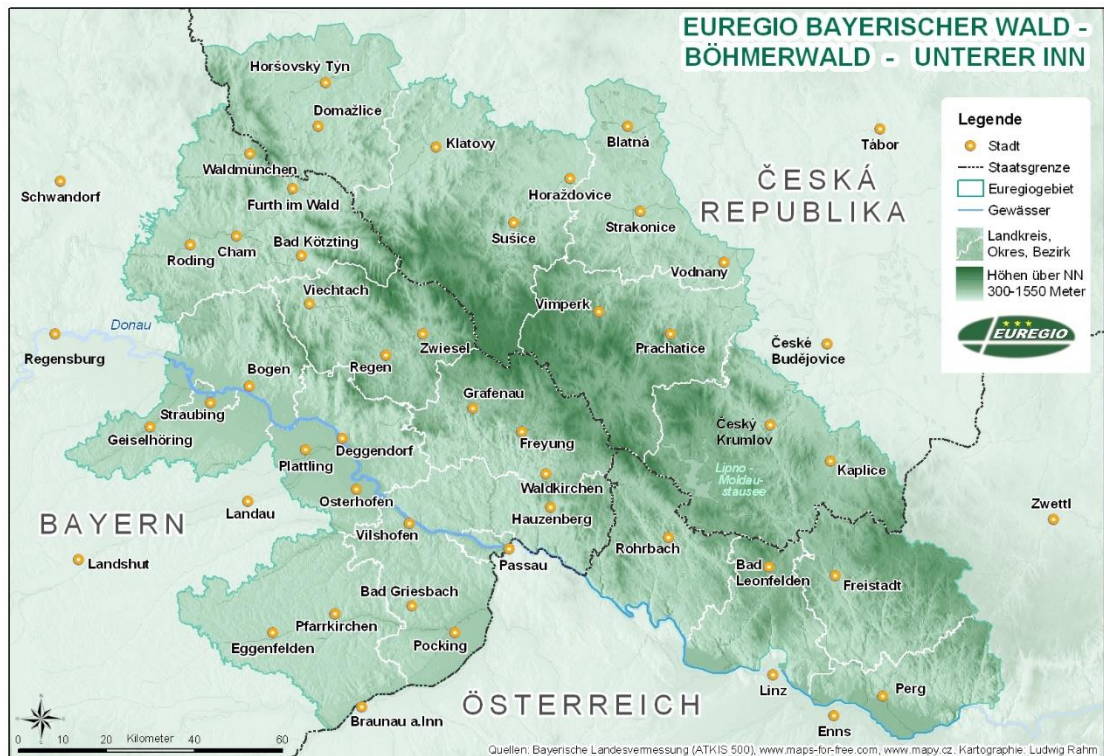 EUREGIO BAYERISCHER WALD -
BÖHMERWALD - UNTERER INN
Legende
Stadt
Staatsgrenze
Euregiogebiet
Gewässer
Landkreis,
Okres, Bezirk
Höhen über NN
300-1550 Meter
EUREGIO
Horšovský Týn
Domažlice
Klatovy
Blatná
Tábor
Waldmünchen
Schwandorf
Furth im Wald
Horaždovice
ČESKÁ
REPUBLIKA
Strakonice
Sušice
Cham
Roding
Bad Kötzting
Vodnany
Viechtach
Vimperk
Donau
Regensburg
Zwiesel
Prachatice
České
Budějovice
Regen
Bogen
Grafenau
Straubing
Geiselhöring
Freyung
Český
Krumlov
Deggendorf
Plattling
Kaplice
Lipno -
Moldau-
stausee
Waldkirchen
Osterhofen
Hauzenberg
Landau
BAYERN
Vilshofen
Zwettl
Rohrbach
Passau
Landshut
Bad
Leonfelden
Freistadt
Bad Griesbach
Pfarrkirchen
Eggenfelden
Pocking
Linz
Perg
ÖSTERREICH
Braunau a.Inn
Enns
Kilometer
0 10 20 40 60
Quellen: Bayerische Landesvermessung (ATKIS 500), www.maps-for-free.com, www.mapy.cz. Kartographie: Ludwig Rahm